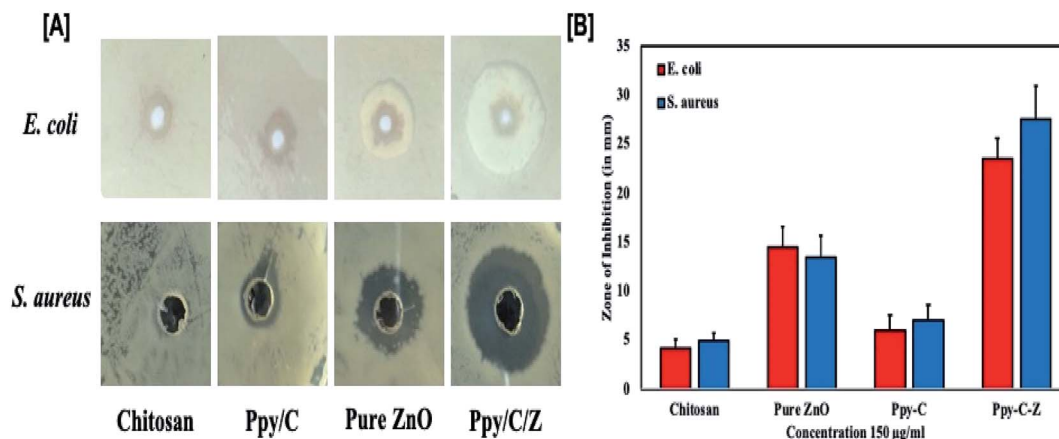 [A]
E. coli
S. aureus
Chitosan Ppy/C Pure ZnO Ppy/C/Z
[B]
Zone of Inhibition (in mm)
35
30
25
20
15
10
5
0
E. coli
S. aureus
Chitosan Pure ZnO Ppy-C Ppy-C-Z
Concentration 150 µg/ml